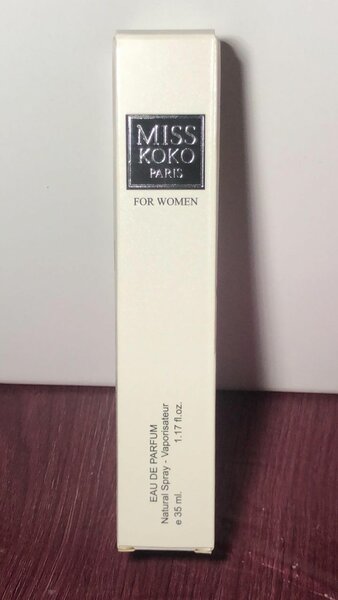 MISS
KOKO
PARIS
FOR WOMEN
EAU DE PARFUM
Natural Spray - Vaporisateur
e 35 ml. 1.17 fl.oz.